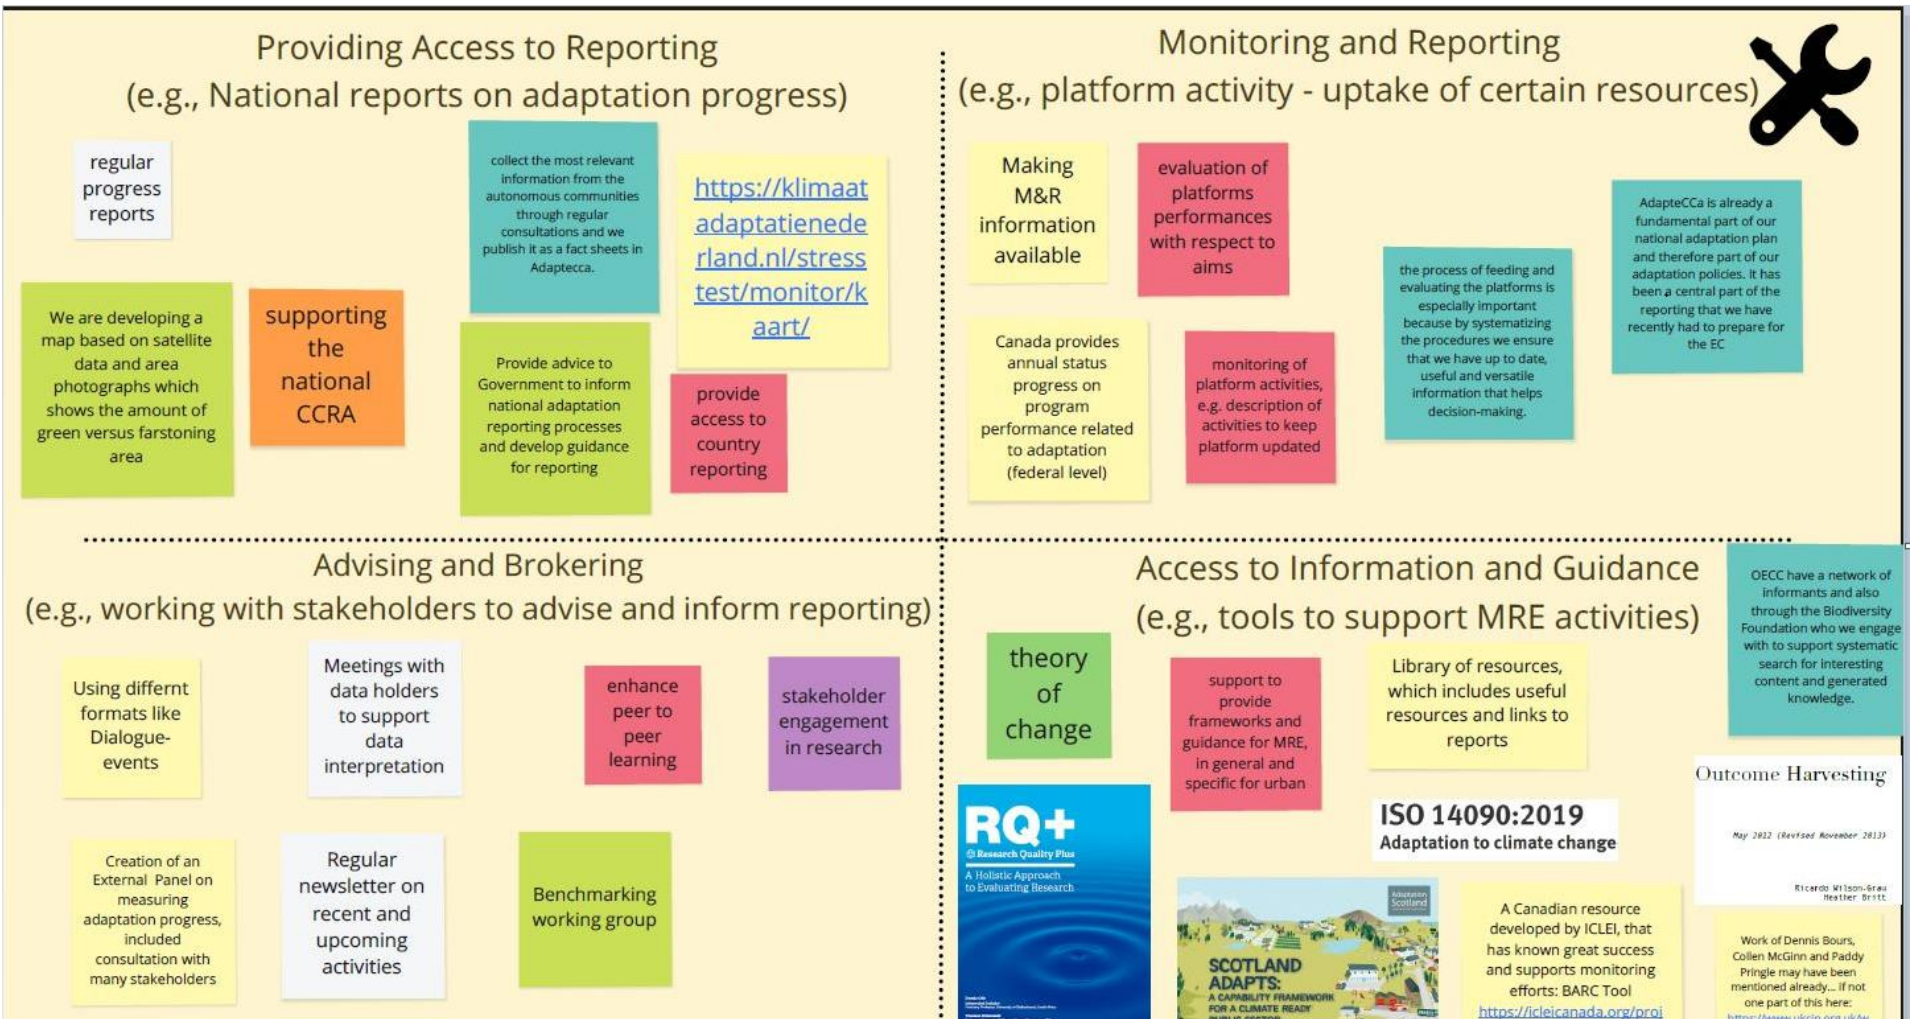 Providing Access to Reporting
(e.g., National reports on adaptation progress)
regular
progress
reports
collect the most relevant
information from the
autonomous communities
through regular
consultations and we
publish it as a fact sheets in
Adaptecca.
https://klimaat
adaptatienede
rland.nl/stress
test/monitor/k
aart/
We are developing a
map based on satellite
data and area
photographs which
shows the amount of
green versus farstoning
area
supporting
the
national
CCRA
Provide advice to
Government to inform
national adaptation
reporting processes
and develop guidance
for reporting
provide
access to
country
reporting
Monitoring and Reporting
(e.g., platform activity - uptake of certain resources)
Making
M&R
information
available
evaluation of
platforms
performances
with respect to
aims
the process of feeding and
evaluating the platforms is
especially important
because by systematizing
the procedures we ensure
that we have up to date,
useful and versatile
information that helps
decision-making.
AdapteCCa is already a
fundamental part of our
national adaptation plan
and therefore part of our
adaptation policies. It has
been a central part of the
reporting that we have
recently had to prepare for
the EC
Canada provides
annual status
progress on
program
performance related
to adaptation
(federal level)
monitoring of
platform activities,
e.g. description of
activities to keep
platform updated
Advising and Brokering
(e.g., working with stakeholders to advise and inform reporting)
Using differnt
formats like
Dialogue-
events
Meetings with
data holders
to support
data
interpretation
enhance
peer to
peer
learning
stakeholder
engagement
in research
Creation of an
External Panel on
measuring
adaptation progress,
included
consultation with
many stakeholders
Regular
newsletter on
recent and
upcoming
activities
Benchmarking
working group
Access to Information and Guidance
(e.g., tools to support MRE activities)
theory
of
change
support to
provide
frameworks and
guidance for MRE,
in general and
specific for urban
Library of resources,
which includes useful
resources and links to
reports
OECC have a network of
informants and also
through the Biodiversity
Foundation who we engage
with to support systematic
search for interesting
content and generated
knowledge.
RQ+
Research Quality Plus
A Holistic Approach
to Evaluating Research
ISO 14090:2019
Adaptation to climate change
Outcome Harvesting
May 2012 (Revised November 2013)
Ricardo Wilson-Grau
Heather Britt
Adaptation
Scotland
SCOTLAND
ADAPTS:
A CAPABILITY FRAMEWORK
FOR A CLIMATE READY
PUBLIC SECTOR
A Canadian resource
developed by ICLEI, that
has known great success
and supports monitoring
efforts: BARC Tool
https://icleicanada.org/proj
Work of Dennis Bours,
Collen McGinn and Paddy
Pringle may have been
mentioned already... if not
one part of this here:
https://www.ukcip.org.uk/w